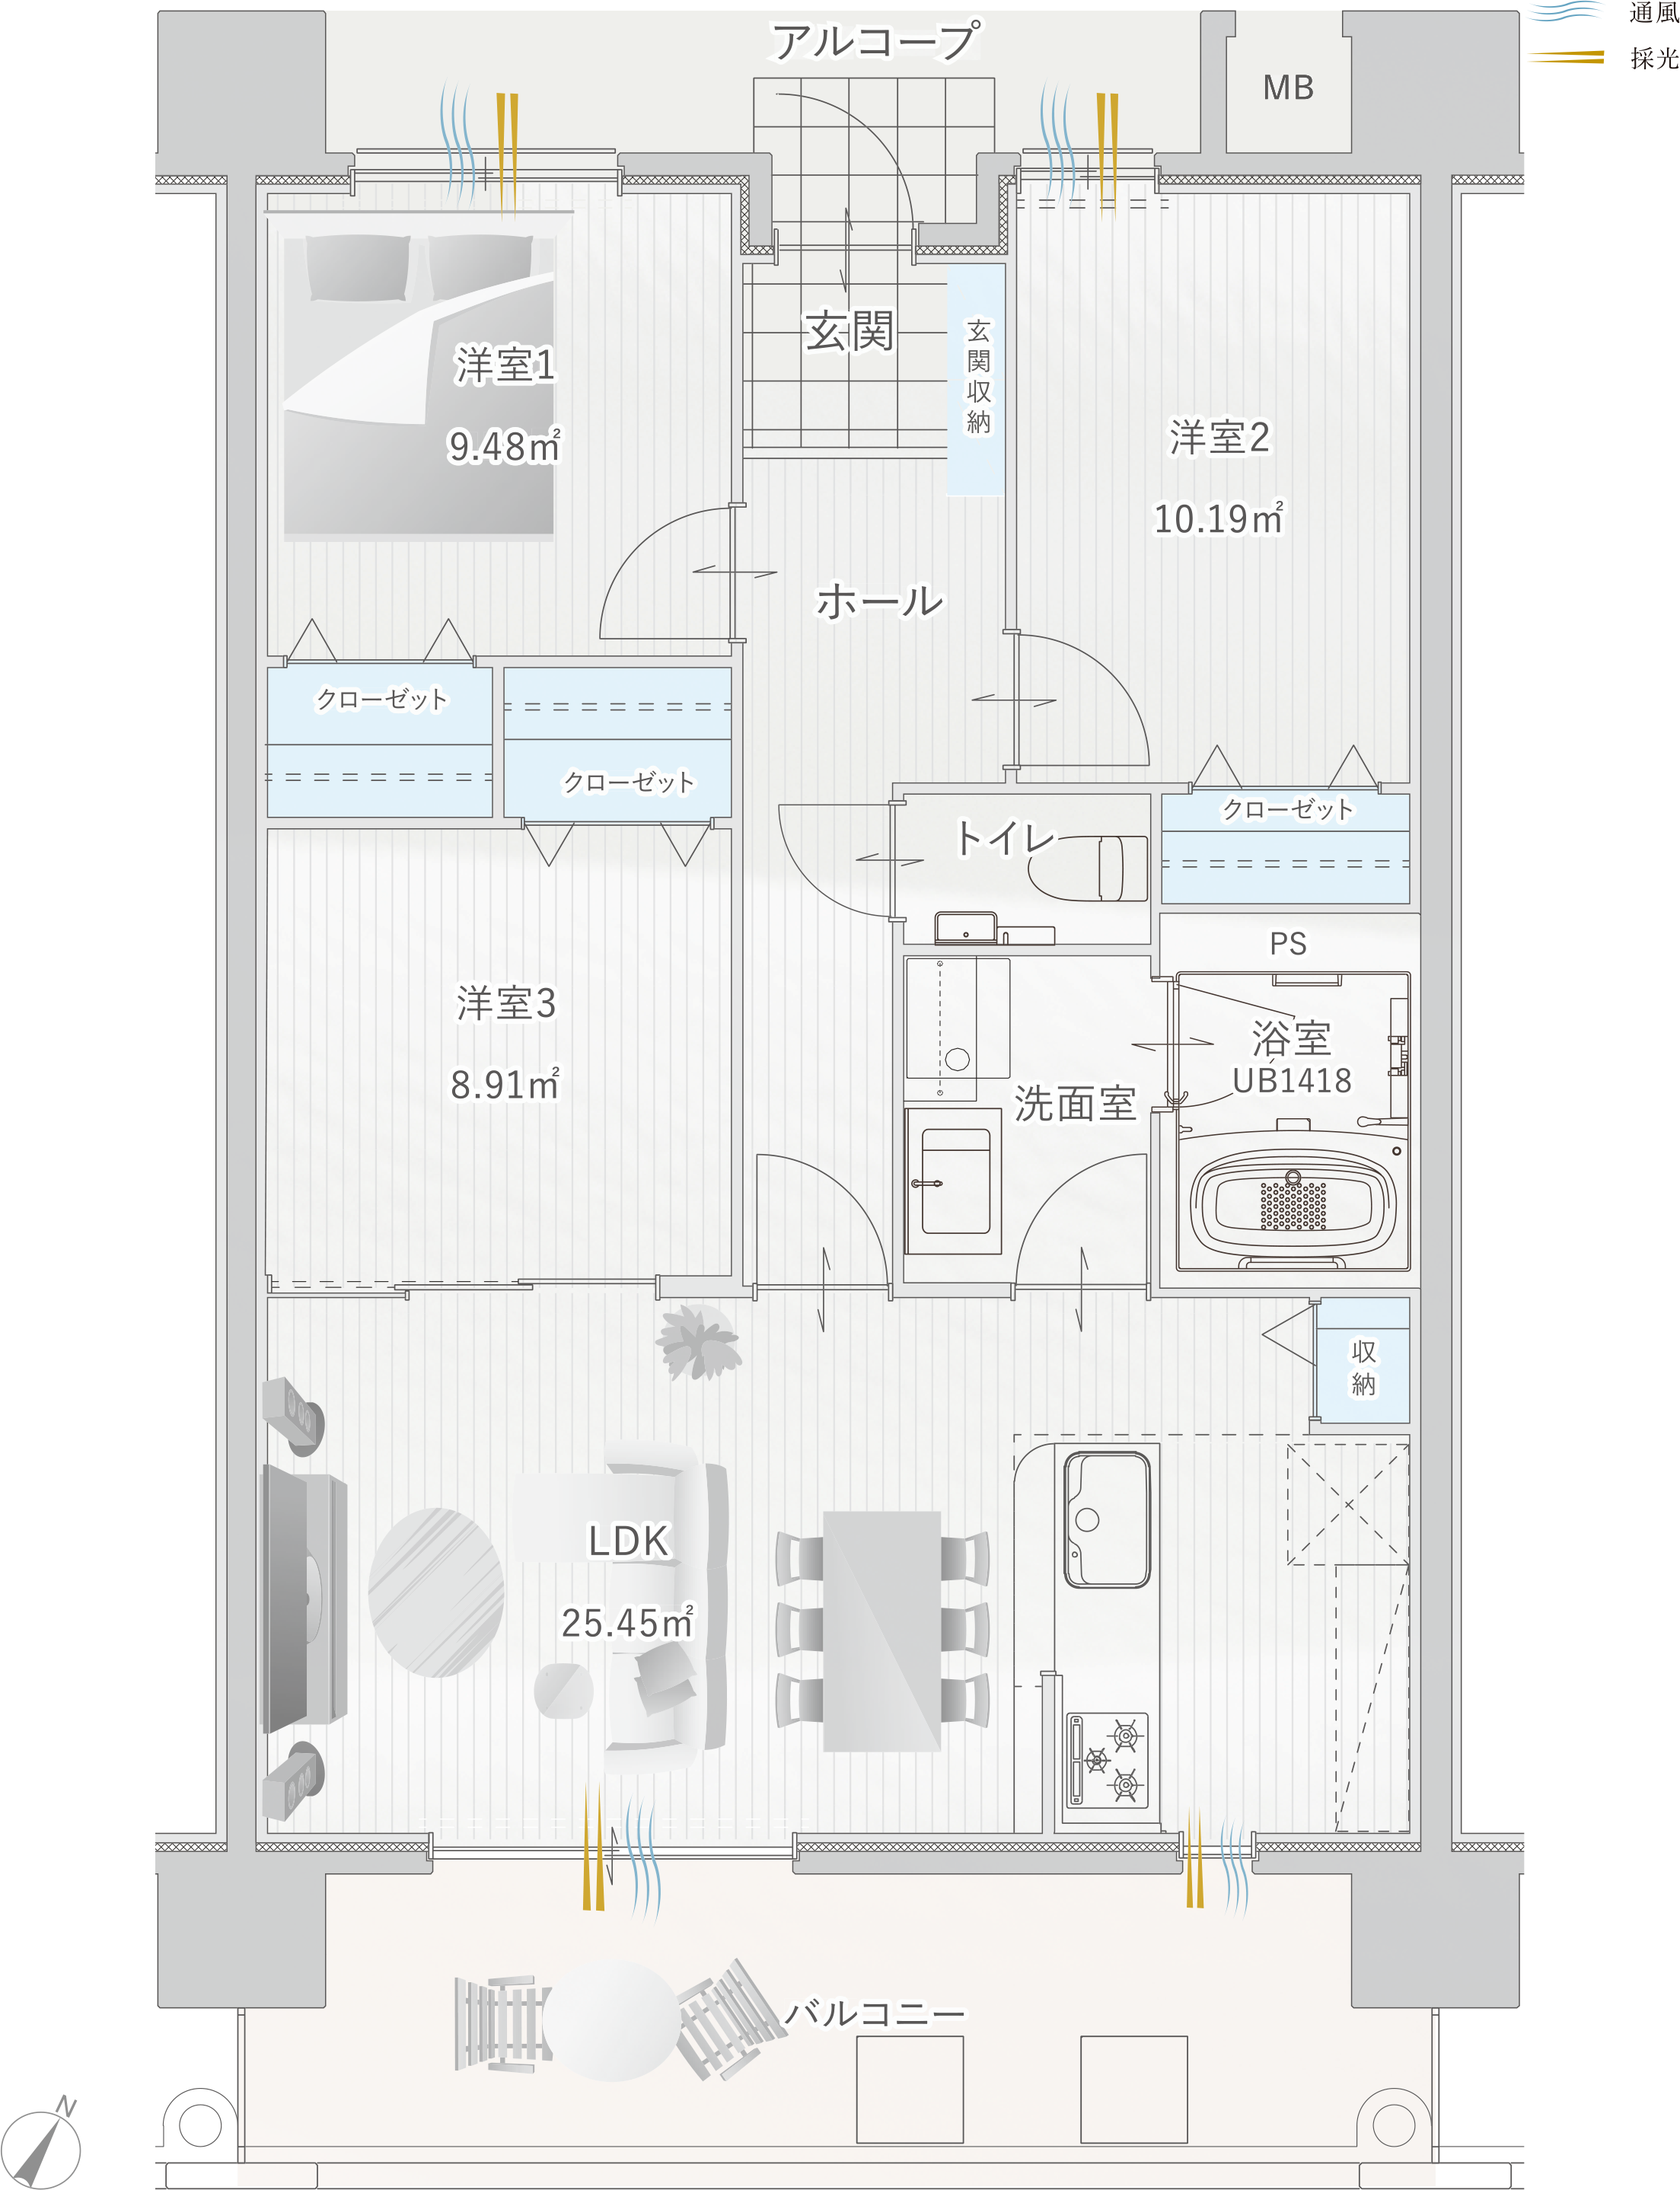 通風
採光
アルコープ
MB
玄関
玄関収納
洋室1
9.48㎡
洋室2
10.19㎡
ホール
クローゼット
クローゼット
クローゼット
トイレ
PS
洋室3
8.91㎡
浴室
UB1418
洗面室
収納
LDK
25.45㎡
バルコニー
N